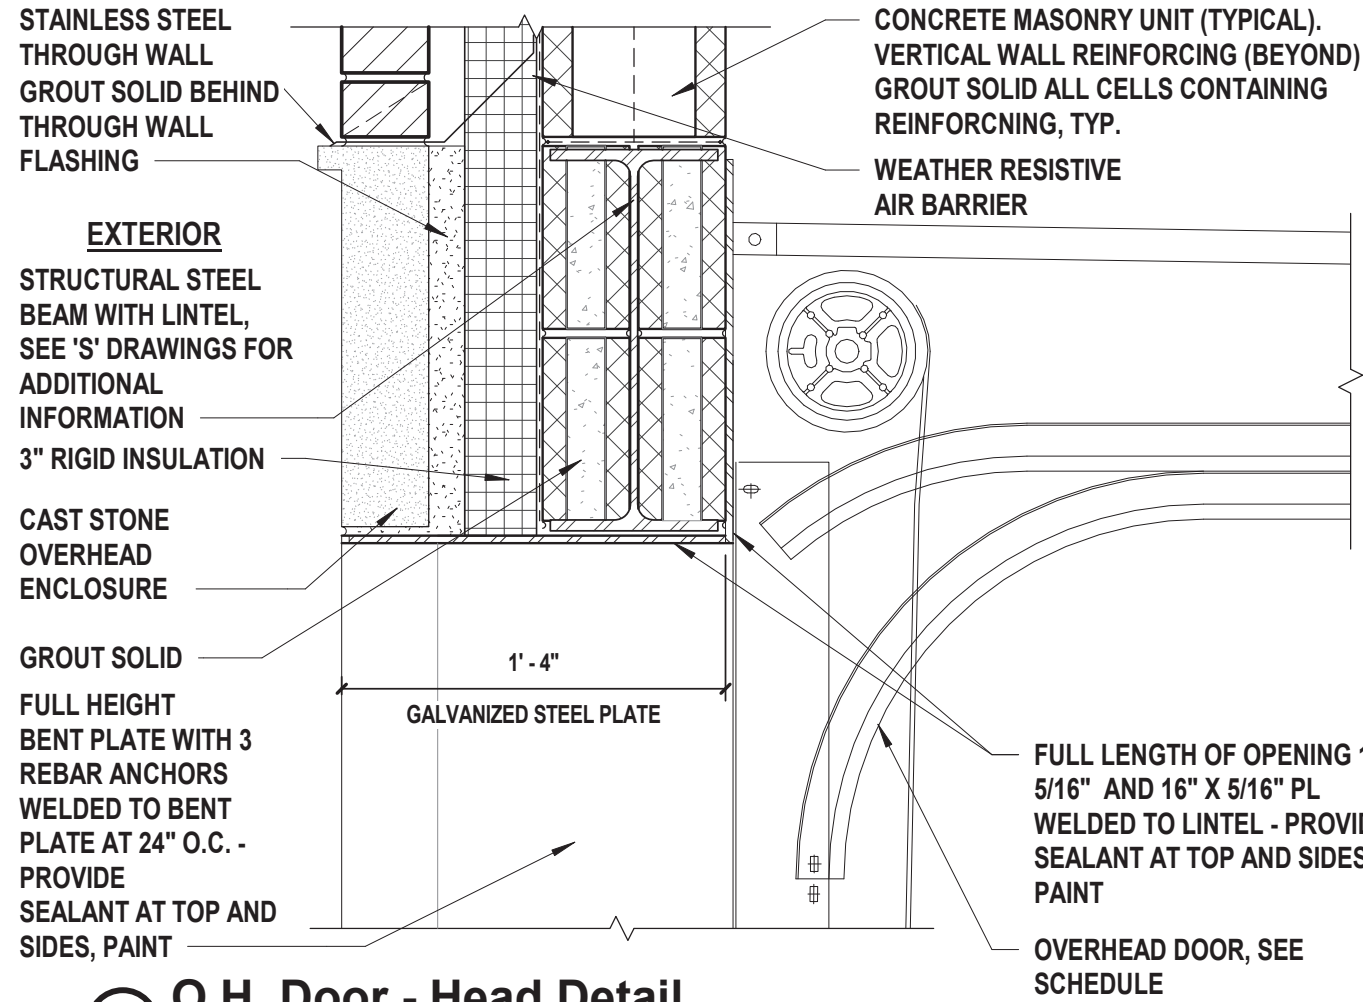 STAINLESS STEEL
THROUGH WALL
GROUT SOLID BEHIND
THROUGH WALL
FLASHING
EXTERIOR
STRUCTURAL STEEL
BEAM WITH LINTEL,
SEE 'S' DRAWINGS FOR
ADDITIONAL
INFORMATION
3" RIGID INSULATION
CAST STONE
OVERHEAD
ENCLOSURE
GROUT SOLID
FULL HEIGHT
BENT PLATE WITH 3
REBAR ANCHORS
WELDED TO BENT
PLATE AT 24" O.C. -
PROVIDE
SEALANT AT TOP AND
SIDES, PAINT
1' - 4"
GALVANIZED STEEL PLATE
CONCRETE MASONRY UNIT (TYPICAL).
VERTICAL WALL REINFORCING (BEYOND)
GROUT SOLID ALL CELLS CONTAINING
REINFORCNING, TYP.
WEATHER RESISTIVE
AIR BARRIER
FULL LENGTH OF OPENING
5/16" AND 16" X 5/16" PL
WELDED TO LINTEL -
SEALANT AT TOP AND SIDES
PAINT
OVERHEAD DOOR, SEE
SCHEDULE
O.H. Door - Head Detail